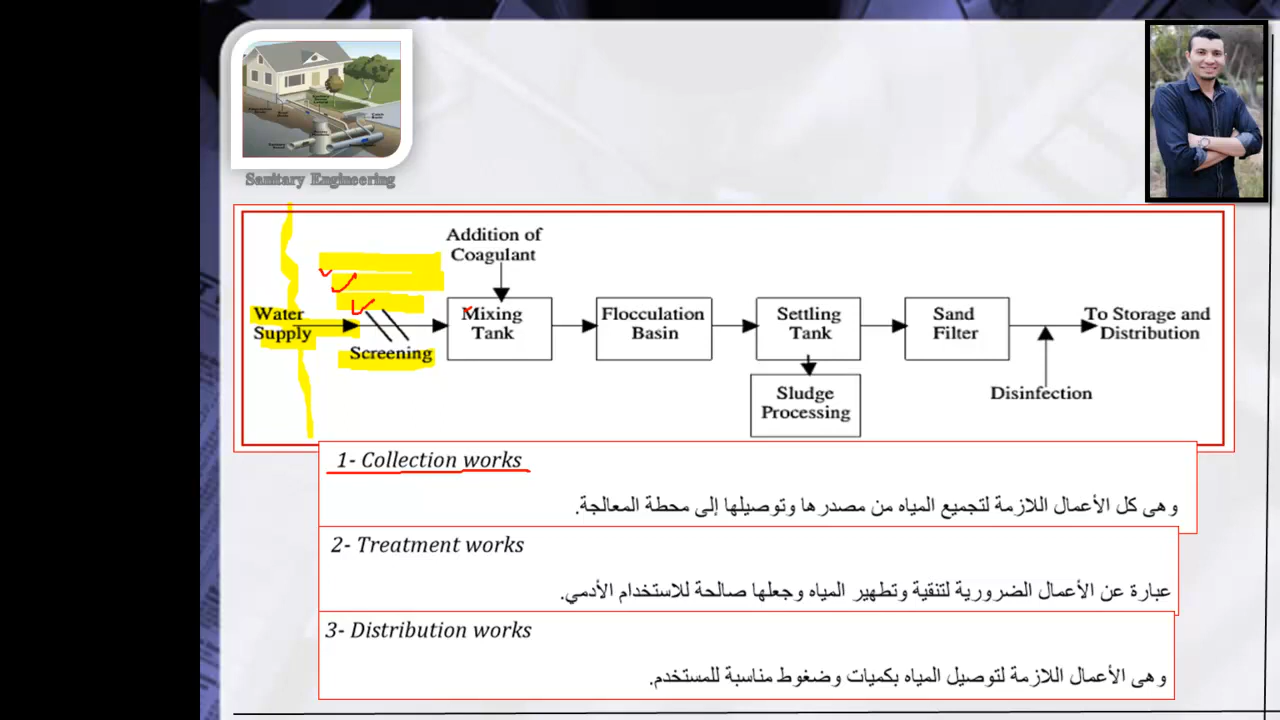 Sanitary Engineering
Addition of
Coagulant
Water
Supply
Screening
Mixing
Tank
Flocculation
Basin
Settling
Tank
Sludge
Processing
Sand
Filter
Disinfection
To Storage and
Distribution
1- Collection works
وهى كل الأعمال اللازمة لتجميع المياه من مصدرها وتوصيلها إلى محطة المعالجة.
2- Treatment works
عبارة عن الأعمال الضرورية لتنقية وتطهير المياه وجعلها صالحة للاستخدام الأدمي.
3- Distribution works
وهى الأعمال اللازمة لتوصيل المياه بكميات وضغوط مناسبة للمستخدم.